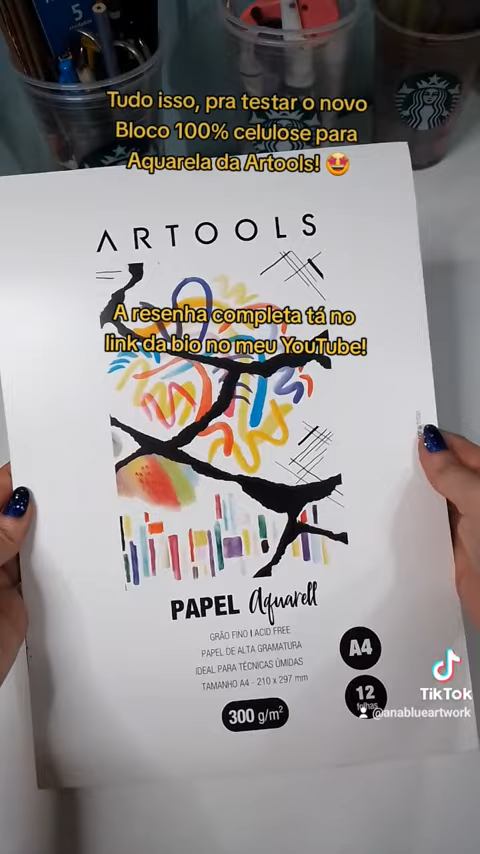 5
Tudo isso, pra testar o novo
Bloco 100% celulose para
Aquarela da Artools! 🤩
ARTOOLS
A resenha completa tá no
link da bio no meu YouTube!
PAPEL Aquarell
GRÃO FINO I ACID FREE
PAPEL DE ALTA GRAMATURA
IDEAL PARA TÉCNICAS ÚMIDAS
TAMANHO A4 - 210 x 297 mm
300 g/m²
A4
12
folhas
TikTok
@anablueartwork